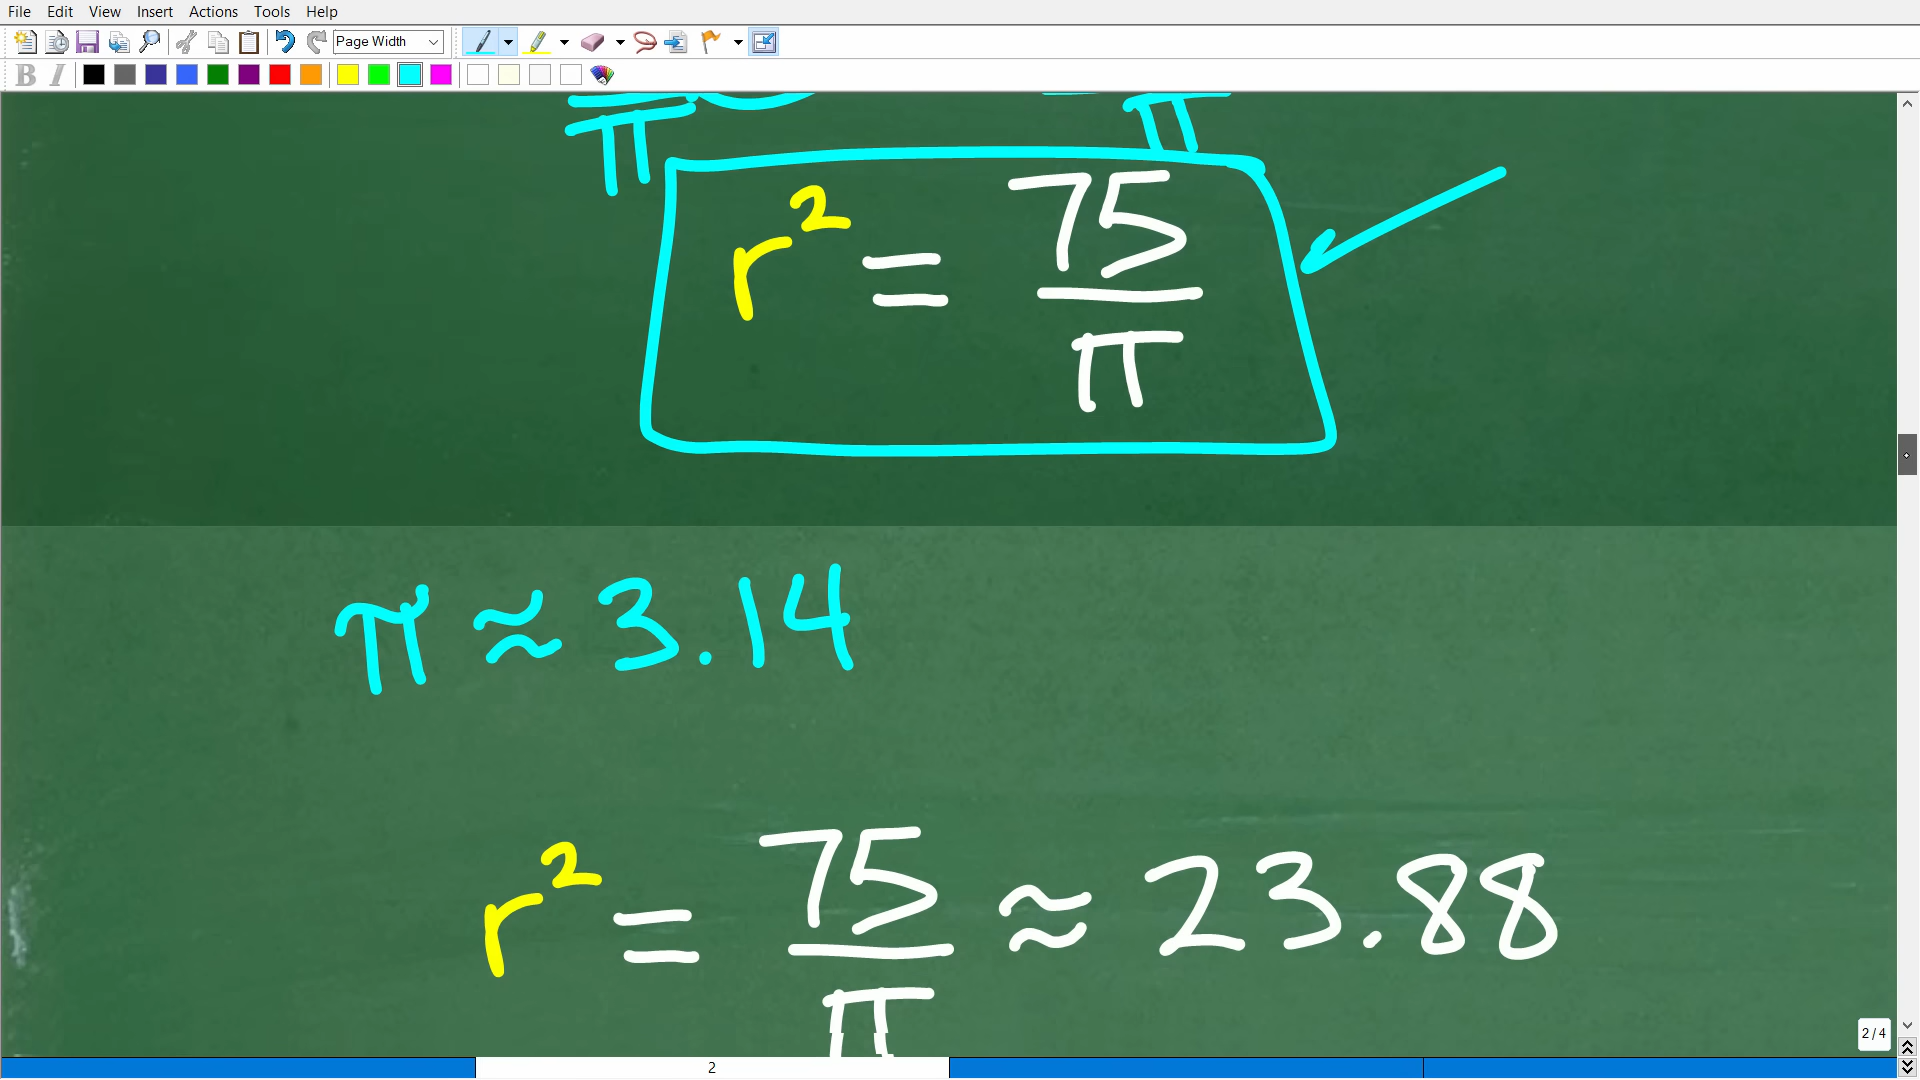 File Edit View Insert Actions Tools Help
Page Width
B I
π π
r² = 75/π
π ≈ 3.14
r² = 75/π ≈ 23.88
2 / 4
2